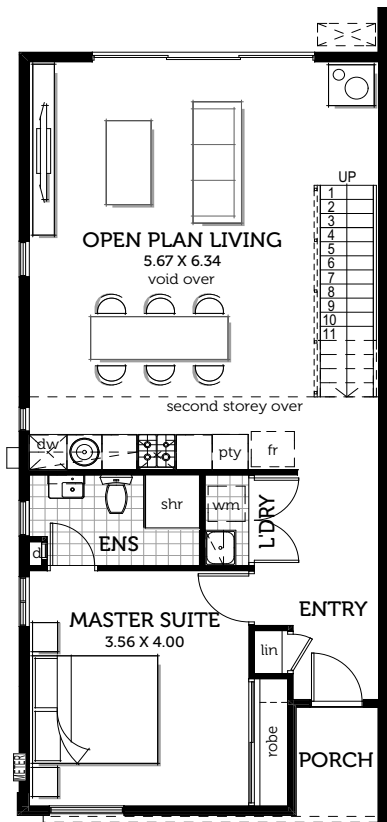 UP
1
2
3
4
5
6
7
8
9
10
11
OPEN PLAN LIVING
5.67 X 6.34
void over
second storey over
dw
pty
fr
shr
wm
L'DRY
ENS
d
ENTRY
MASTER SUITE
3.56 X 4.00
lin
robe
PORCH
METER